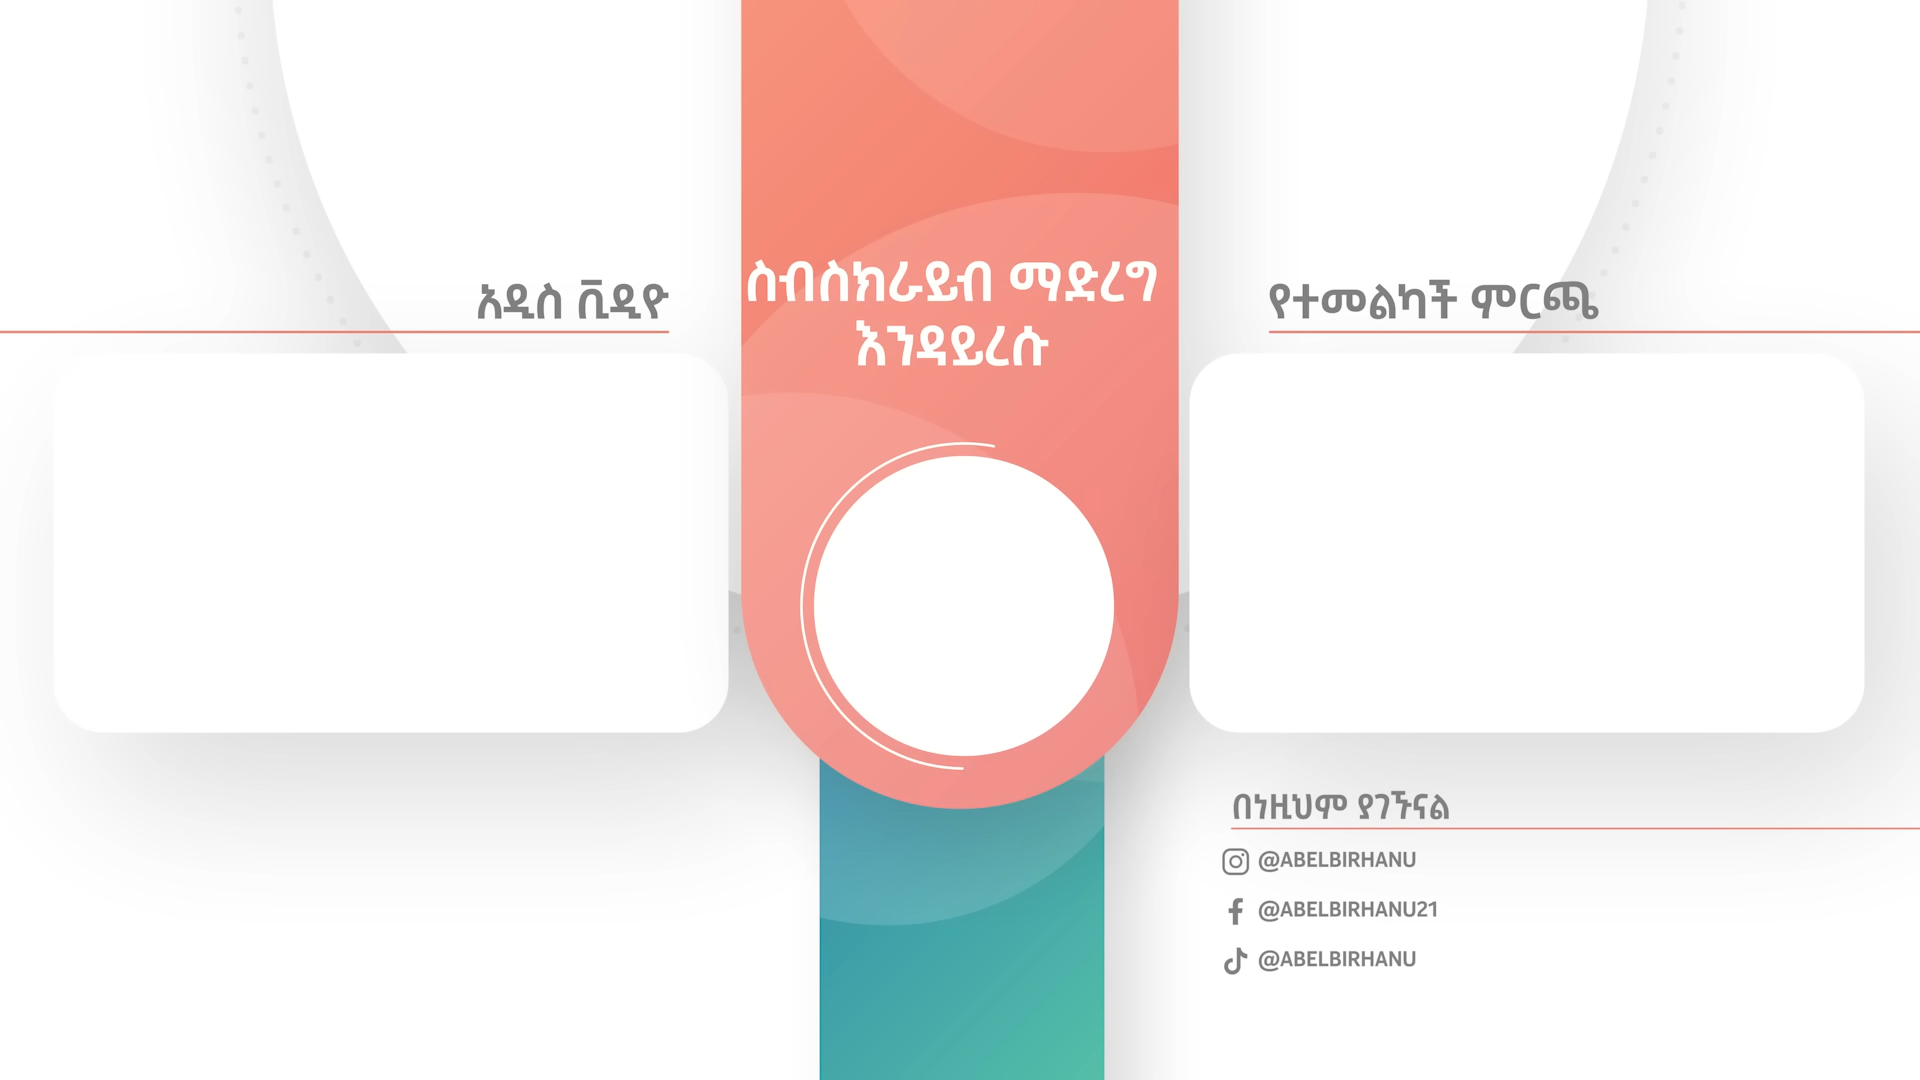 አዲስ ቪዲዮ
ስብስክራይብ ማድረግ
እንዳይረሱ
የተመልካች ምርጫ
በነዚህም ያገኙናል
@ABELBIRHANU
@ABELBIRHANU21
@ABELBIRHANU